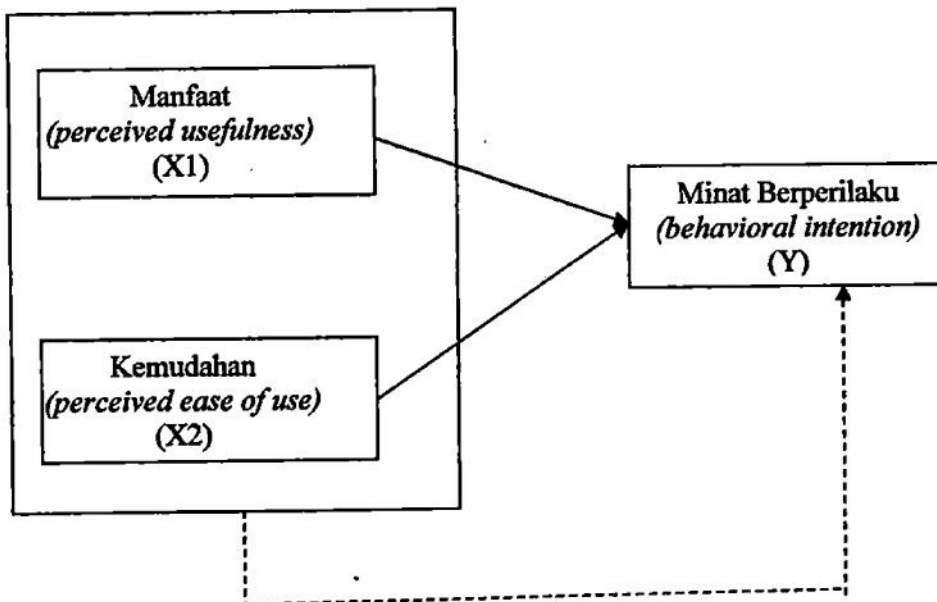 Manfaat
(perceived usefulness)
(X1)
Minat Berperilaku
(behavioral intention)
(Y)
Kemudahan
(perceived ease of use)
(X2)